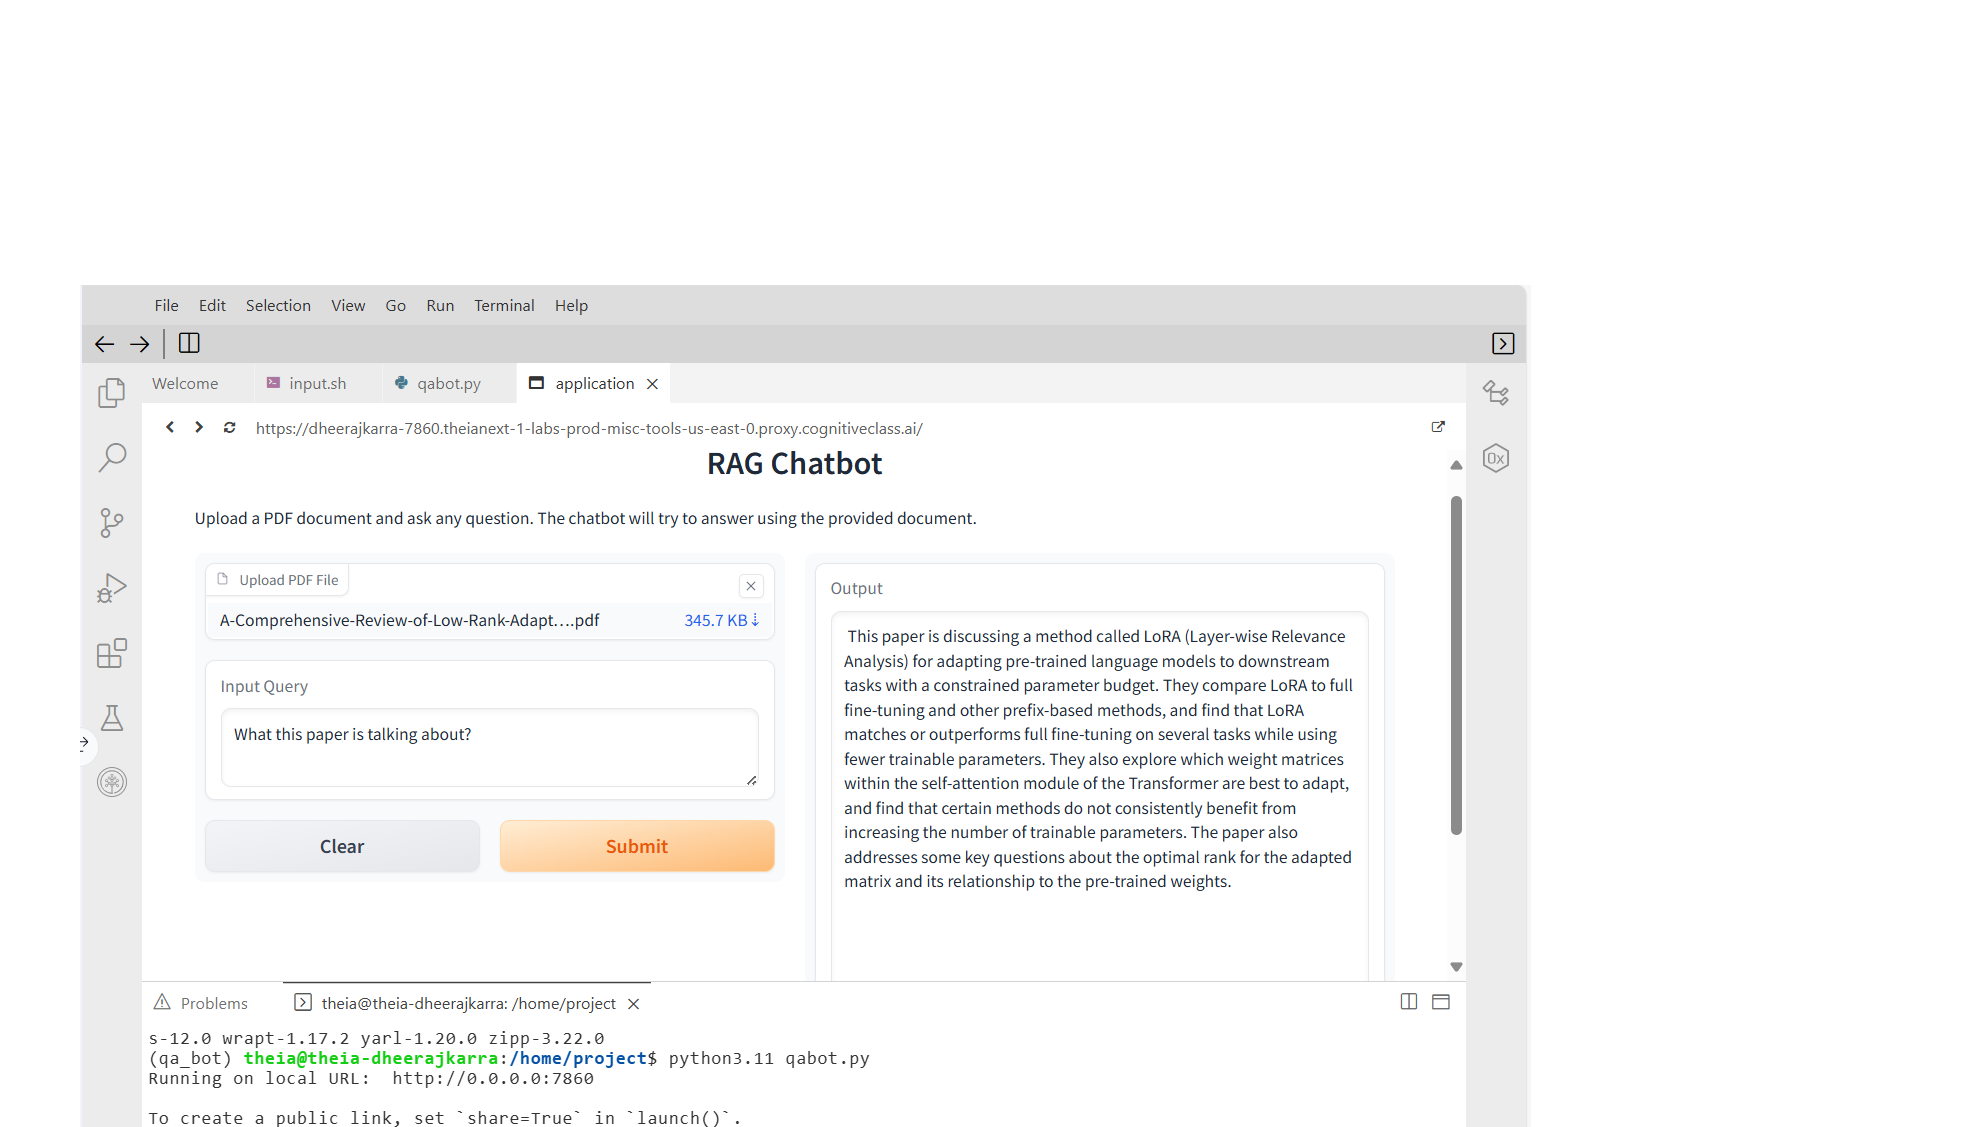 File Edit Selection View Go Run Terminal Help
Welcome input.sh qabot.py application
https://dheerajkarra-7860.theianext-1-labs-prod-misc-tools-us-east-0.proxy.cognitiveclass.ai/
RAG Chatbot
Upload a PDF document and ask any question. The chatbot will try to answer using the provided document.
Upload PDF File
A-Comprehensive-Review-of-Low-Rank-Adapt....pdf 345.7 KB↓
Input Query
What this paper is talking about?
Clear Submit
Output
This paper is discussing a method called LoRA (Layer-wise Relevance
Analysis) for adapting pre-trained language models to downstream
tasks with a constrained parameter budget. They compare LoRA to full
fine-tuning and other prefix-based methods, and find that LoRA
matches or outperforms full fine-tuning on several tasks while using
fewer trainable parameters. They also explore which weight matrices
within the self-attention module of the Transformer are best to adapt,
and find that certain methods do not consistently benefit from
increasing the number of trainable parameters. The paper also
addresses some key questions about the optimal rank for the adapted
matrix and its relationship to the pre-trained weights.
Problems theia@theia-dheerajkarra: /home/project
s-12.0 wrapt-1.17.2 yarl-1.20.0 zipp-3.22.0
(qa_bot) theia@theia-dheerajkarra:/home/project$ python3.11 qabot.py
Running on local URL:  http://0.0.0.0:7860
To create a public link, set `share=True` in `launch()`.
0x